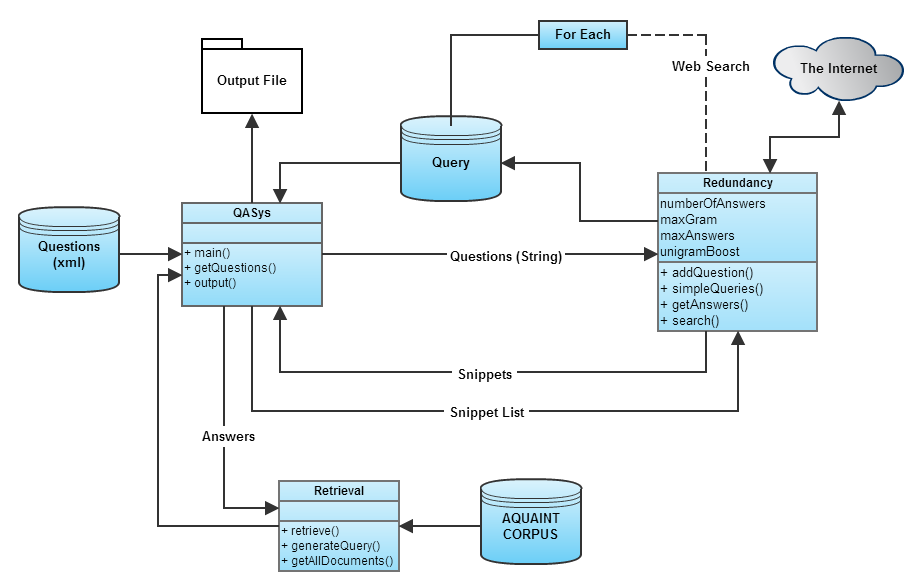 For Each
Web Search
The Internet
Output File
Query
Redundancy
numberOfAnswers
maxGram
maxAnswers
unigramBoost
+ addQuestion()
+ simpleQueries()
+ getAnswers()
+ search()
Questions
(xml)
QASys
+ main()
+ getQuestions()
+ output()
Questions (String)
Snippets
Snippet List
Answers
Retrieval
+ retrieve()
+ generateQuery()
+ getAllDocuments()
AQUAINT
CORPUS